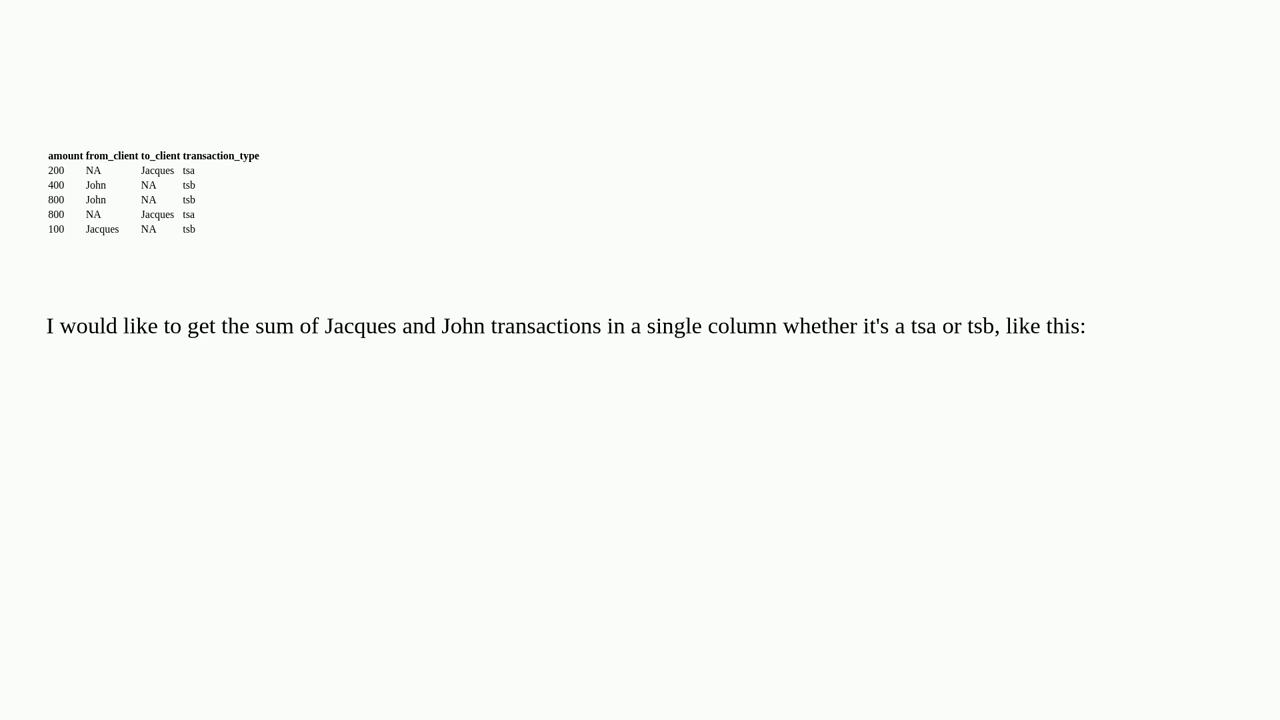 amount from_client to_client transaction_type
200 NA Jacques tsa
400 John NA tsb
800 John NA tsb
800 NA Jacques tsa
100 Jacques NA tsb
I would like to get the sum of Jacques and John transactions in a single column whether it's a tsa or tsb, like this: